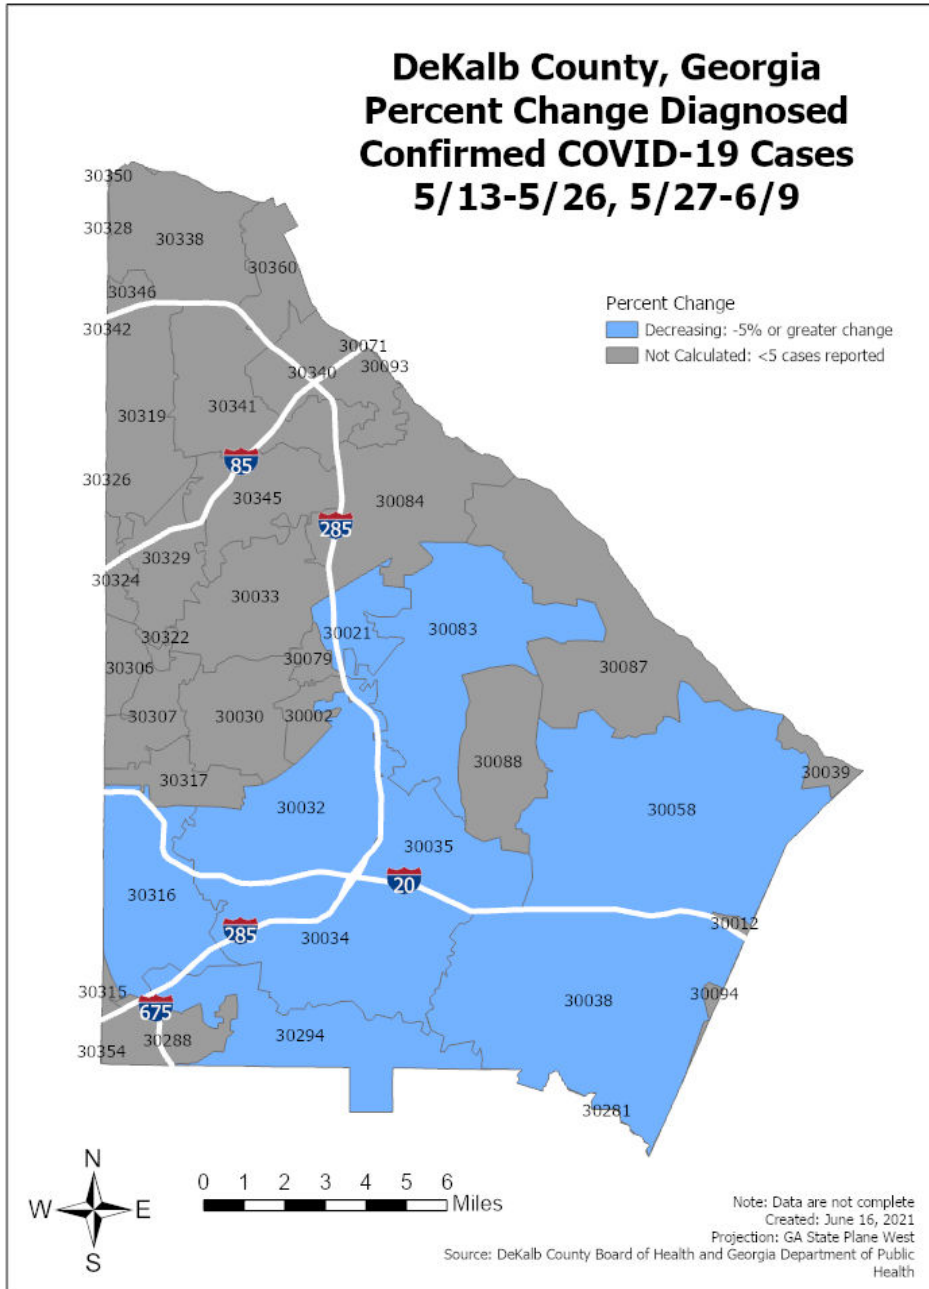 DeKalb County, Georgia
Percent Change Diagnosed
Confirmed COVID-19 Cases
5/13-5/26, 5/27-6/9
30350
30328
30338
30360
30346
30342
Percent Change
Decreasing: -5% or greater change
Not Calculated: <5 cases reported
30071
30093
30340
30341
30319
85
30326
30345
30084
285
30329
30324
30033
30322
30021
30083
30079
30306
30087
30307
30030
30002
30088
30039
30317
30032
30058
30035
20
30316
30012
285
30034
30315
30094
675
30038
30288
30294
30354
30281
N
W
E
S
0 1 2 3 4 5 6
Miles
Note: Data are not complete
Created: June 16, 2021
Projection: GA State Plane West
Source: DeKalb County Board of Health and Georgia Department of Public
Health